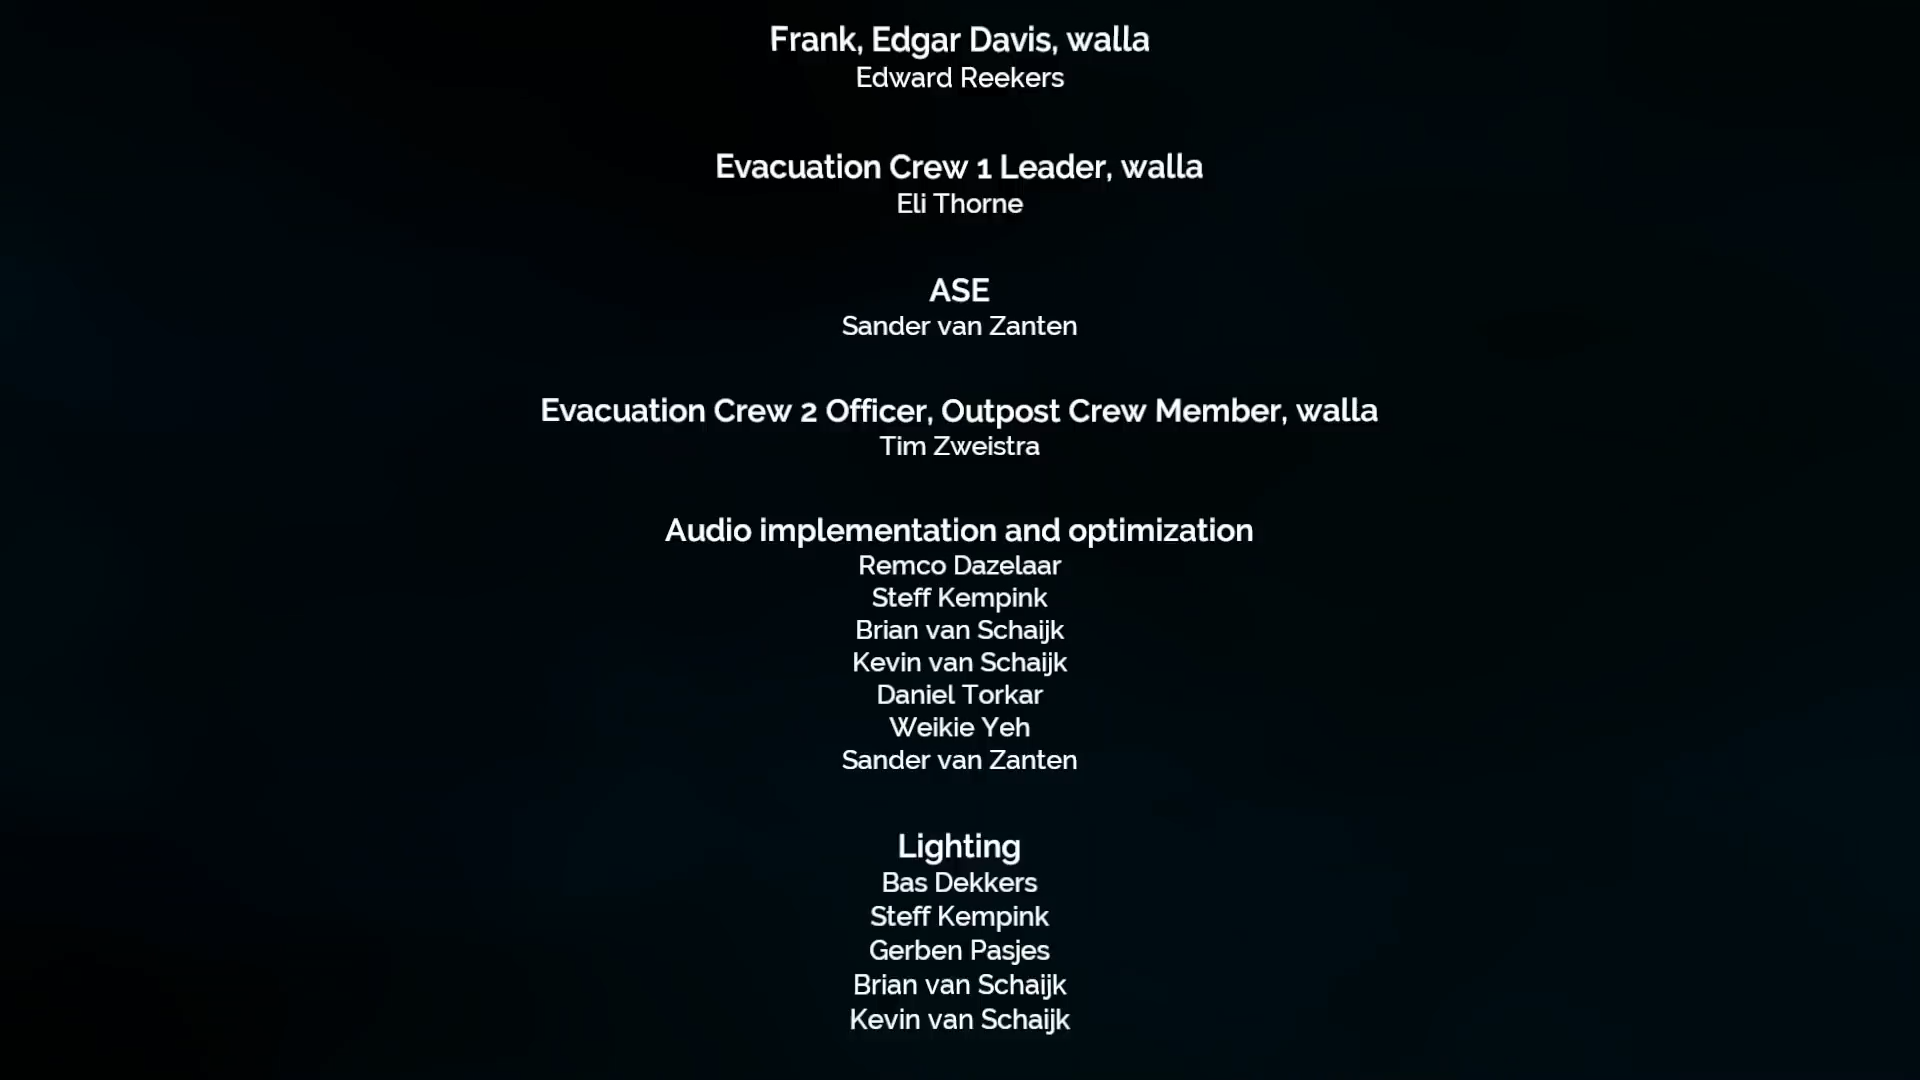 Frank, Edgar Davis, walla
Edward Reekers
Evacuation Crew 1 Leader, walla
Eli Thorne
ASE
Sander van Zanten
Evacuation Crew 2 Officer, Outpost Crew Member, walla
Tim Zweistra
Audio implementation and optimization
Remco Dazelaar
Steff Kempink
Brian van Schaijk
Kevin van Schaijk
Daniel Torkar
Weikie Yeh
Sander van Zanten
Lighting
Bas Dekkers
Steff Kempink
Gerben Pasjes
Brian van Schaijk
Kevin van Schaijk